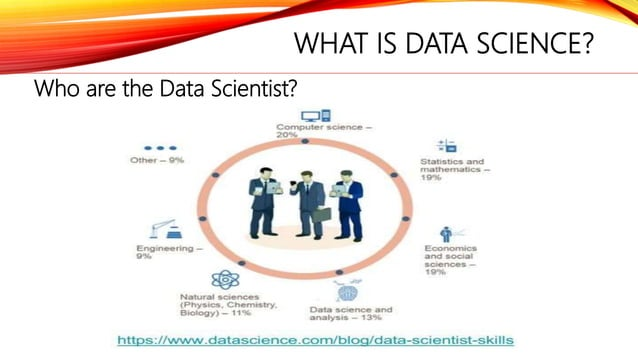 WHAT IS DATA SCIENCE?
Who are the Data Scientist?
Computer science –
20%
Statistics and
mathematics –
19%
Economics
and social
sciences –
19%
Data science and
analysis – 13%
Natural sciences
(Physics, Chemistry,
Biology) – 11%
Engineering –
9%
Other – 9%
https://www.datascience.com/blog/data-scientist-skills